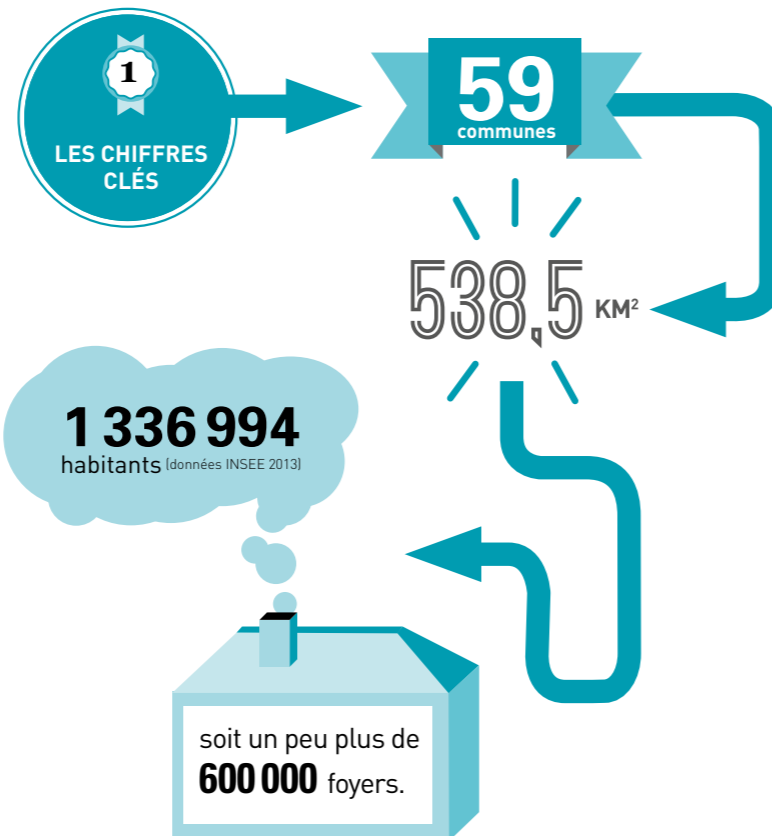 1
LES CHIFFRES
CLÉS
59
communes
538,5 KM²
1 336 994
habitants (données INSEE 2013)
soit un peu plus de
600 000 foyers.